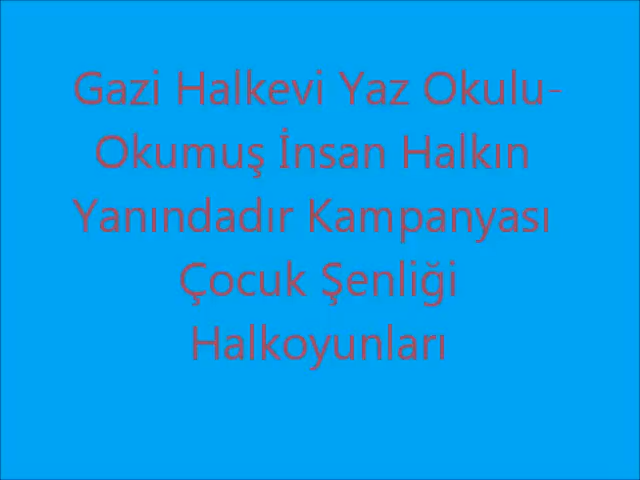 Gazi Halkevi Yaz Okulu-
Okumuş İnsan Halkın
Yanındadır Kampanyası
Çocuk Şenliği
Halkoyunları